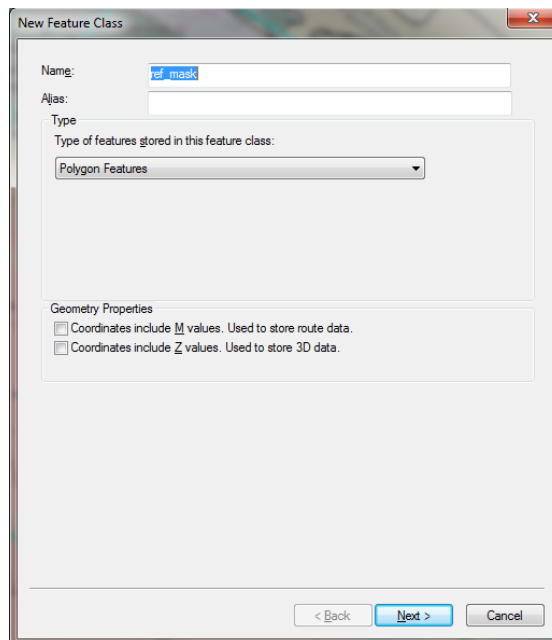 New Feature Class
Name:
ref_mask
Alias:
Type
Type of features stored in this feature class:
Polygon Features
Geometry Properties
Coordinates include M values. Used to store route data.
Coordinates include Z values. Used to store 3D data.
< Back
Next >
Cancel